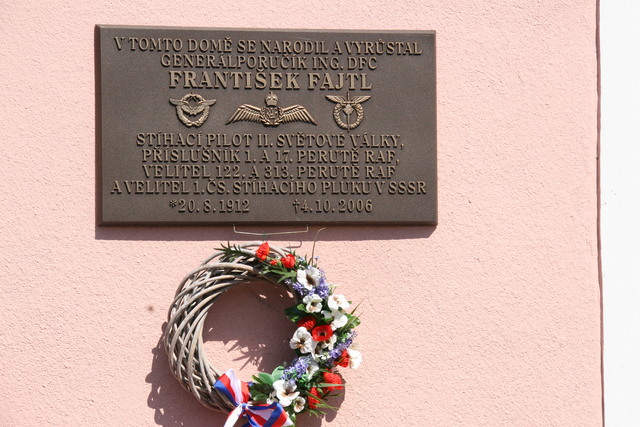 V TOMTO DOMĚ SE NARODIL A VYRŮSTAL
GENERÁLPORUČÍK ING. DFC
FRANTIŠEK FAJTL
STÍHACÍ PILOT II. SVĚTOVÉ VÁLKY,
PŘÍSLUŠNÍK 1. A 17. PERUTĚ RAF,
VELITEL 122. A 313. PERUTĚ RAF
A VELITEL 1. ČS. STÍHACÍHO PLUKU V SSSR
*20. 8. 1912 †4. 10. 2006